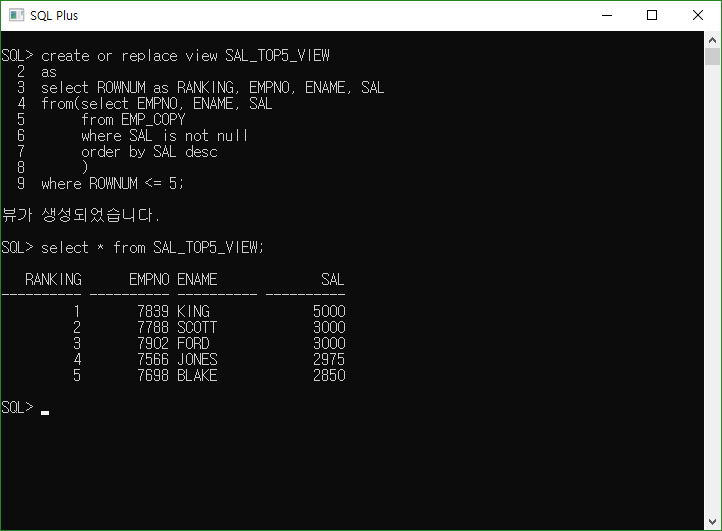 SQL Plus
SQL> create or replace view SAL_TOP5_VIEW
  2  as
  3  select ROWNUM as RANKING, EMPNO, ENAME, SAL
  4  from(select EMPNO, ENAME, SAL
  5       from EMP_COPY
  6       where SAL is not null
  7       order by SAL desc
  8       )
  9  where ROWNUM <= 5;
뷰가 생성되었습니다.
SQL> select * from SAL_TOP5_VIEW;
   RANKING      EMPNO ENAME             SAL
---------- ---------- ---------- ----------
         1       7839 KING             5000
         2       7788 SCOTT            3000
         3       7902 FORD             3000
         4       7566 JONES            2975
         5       7698 BLAKE            2850
SQL>